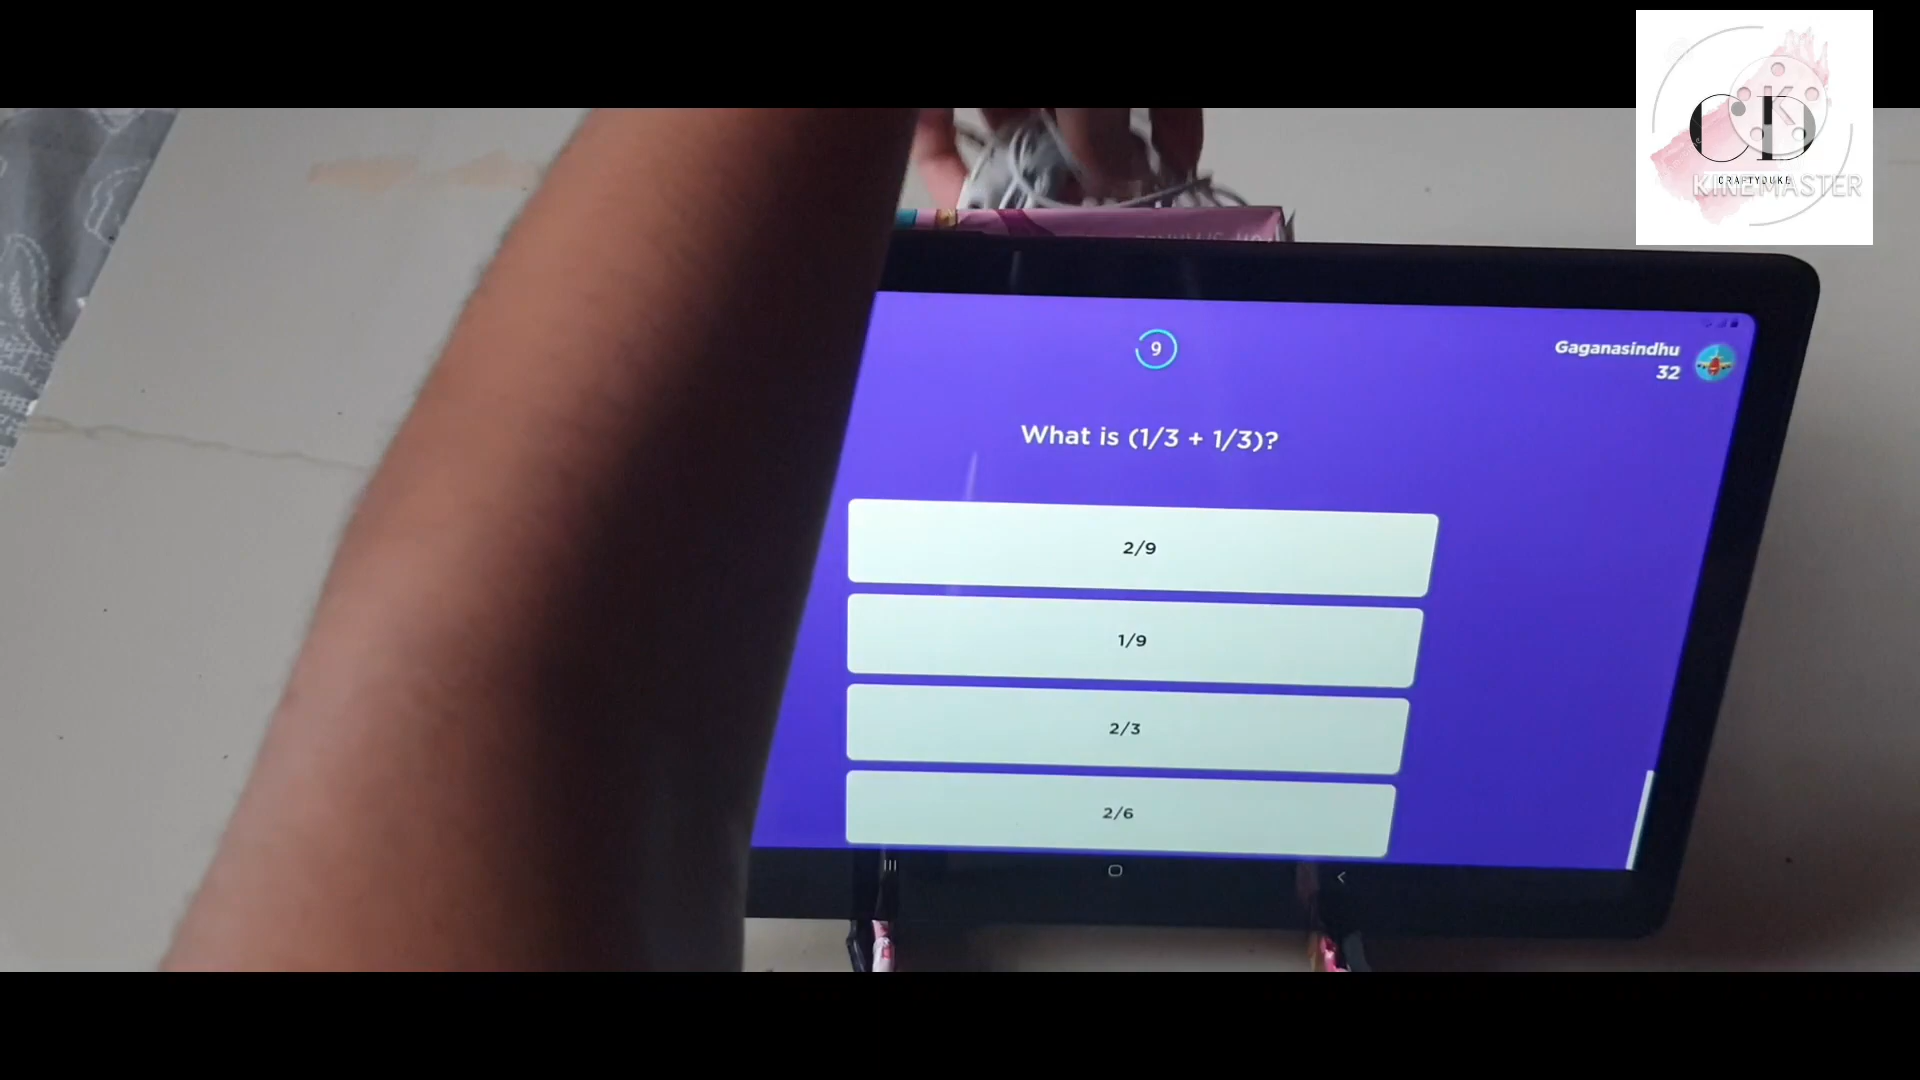 CD
CRAFTYDUKE
KINEMASTER
9
Gaganasindhu
32
What is (1/3 + 1/3)?
2/9
1/9
2/3
2/6